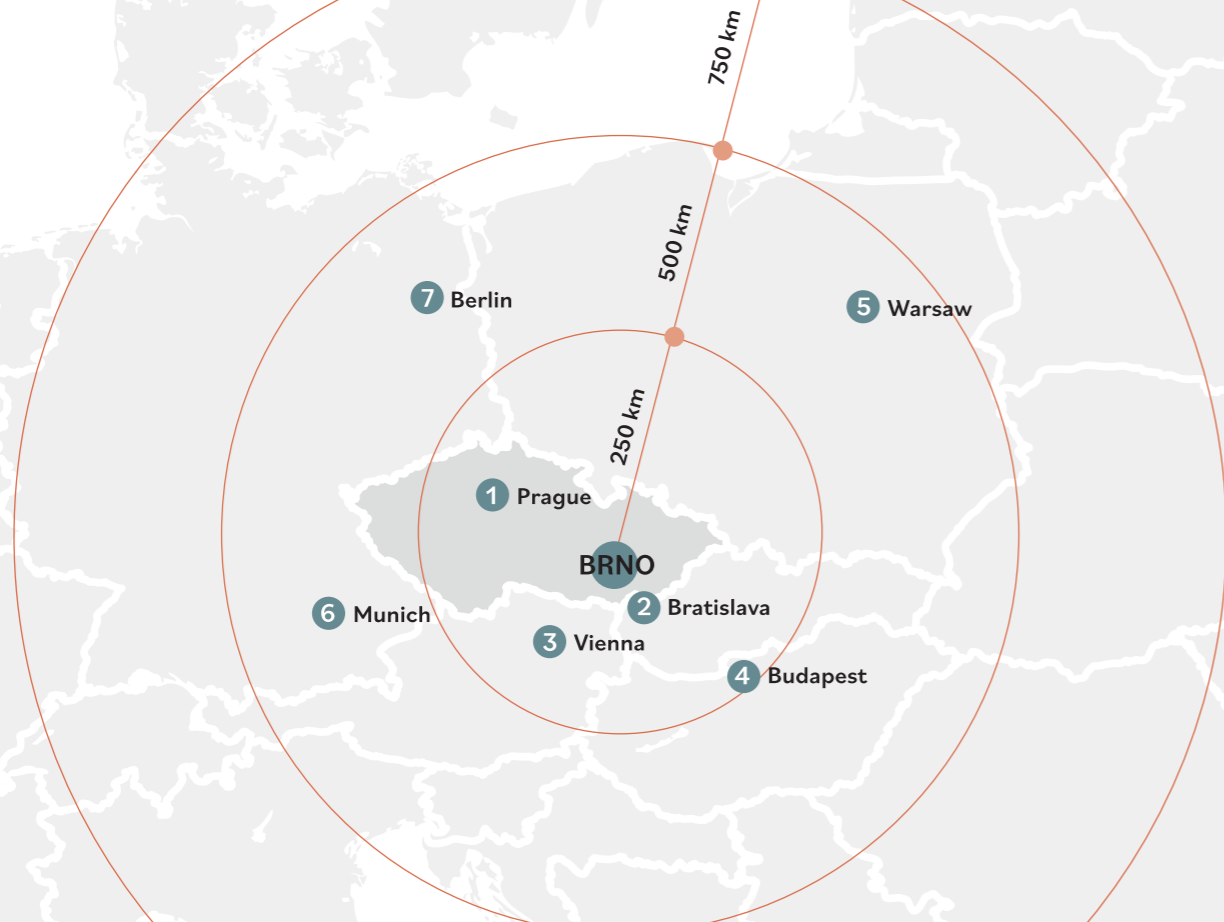 750 km
500 km
7 Berlin
5 Warsaw
250 km
1 Prague
BRNO
2 Bratislava
6 Munich
3 Vienna
4 Budapest